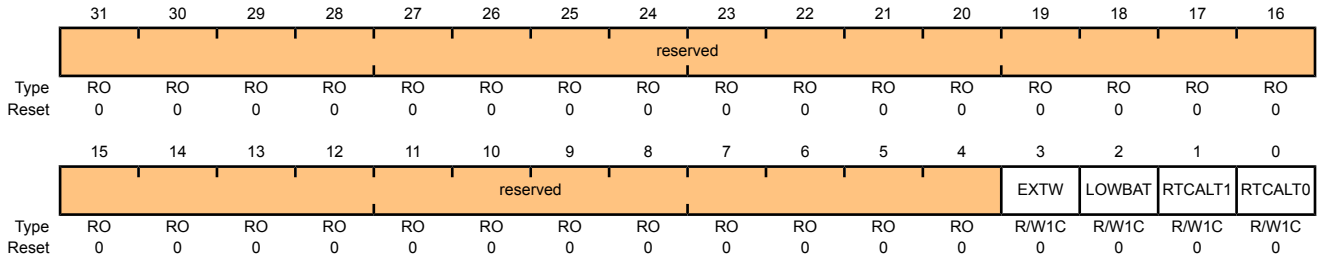 31 30 29 28 27 26 25 24 23 22 21 20 19 18 17 16
reserved
Type RO RO RO RO RO RO RO RO RO RO RO RO RO RO RO RO
Reset 0 0 0 0 0 0 0 0 0 0 0 0 0 0 0 0
15 14 13 12 11 10 9 8 7 6 5 4 3 2 1 0
reserved EXTW LOWBAT RTCALT1 RTCALT0
Type RO RO RO RO RO RO RO RO RO RO RO RO R/W1C R/W1C R/W1C R/W1C
Reset 0 0 0 0 0 0 0 0 0 0 0 0 0 0 0 0